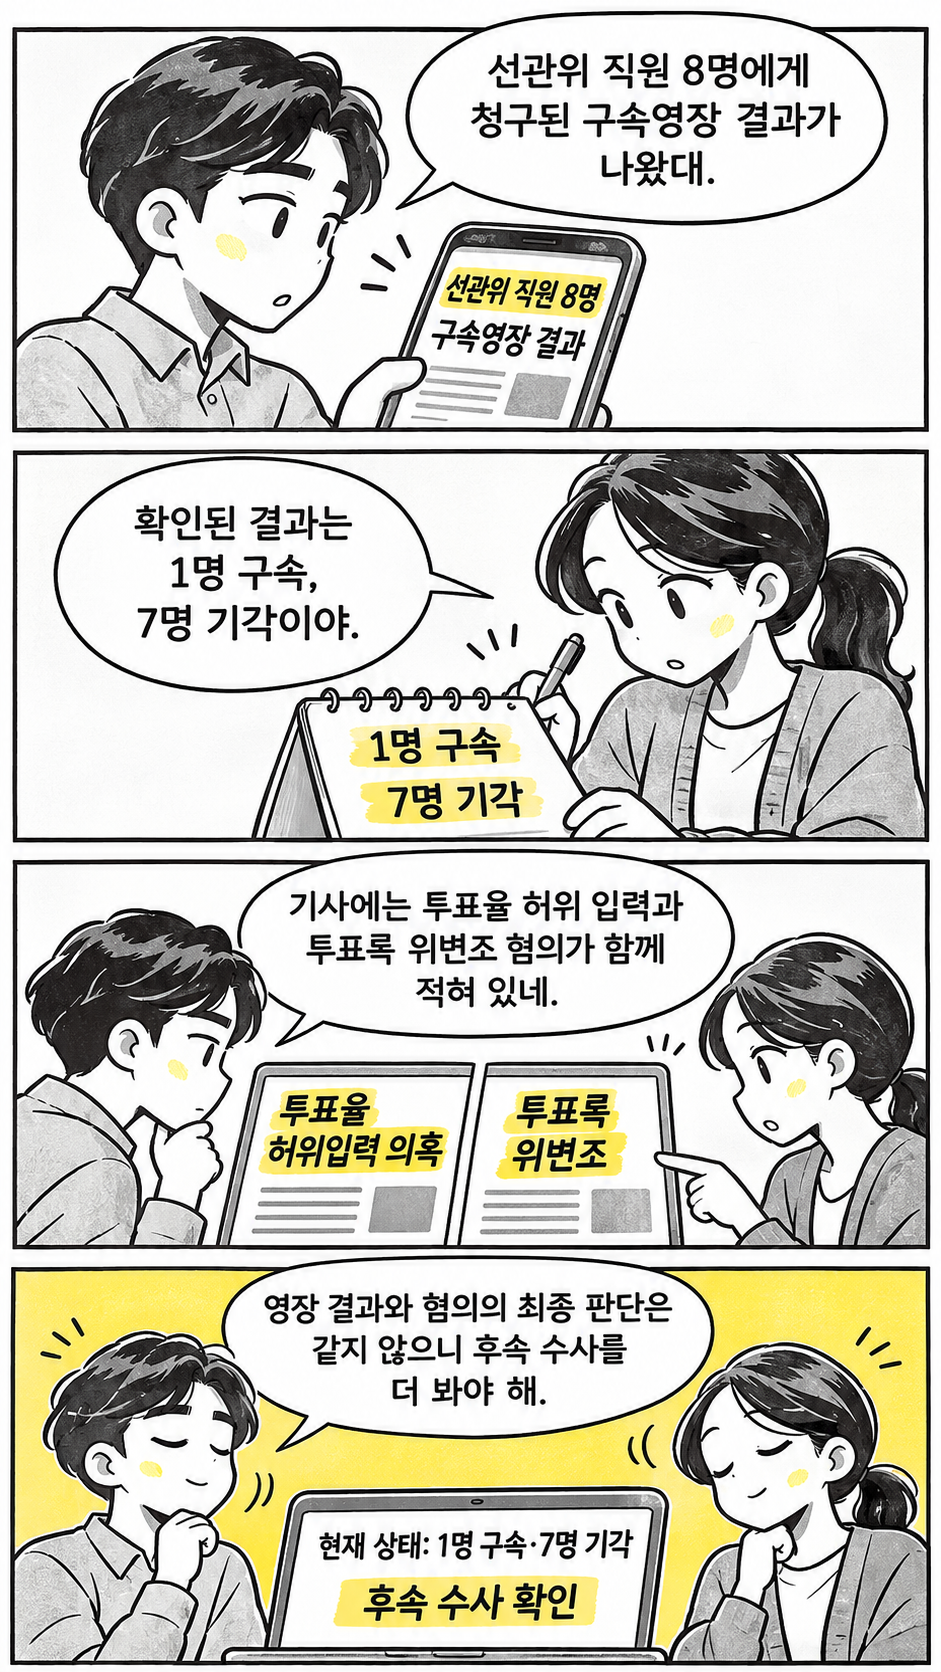 선관위 직원 8명에게
청구된 구속영장 결과가
나왔대.
선관위 직원 8명
구속영장 결과
확인된 결과는
1명 구속,
7명 기각이야.
1명 구속
7명 기각
기사에는 투표율 허위 입력과
투표록 위변조 혐의가 함께
적혀 있네.
투표율
허위입력 의혹
투표록
위변조
영장 결과와 혐의의 최종 판단은
같지 않으니 후속 수사를
더 봐야 해.
현재 상태: 1명 구속·7명 기각
후속 수사 확인